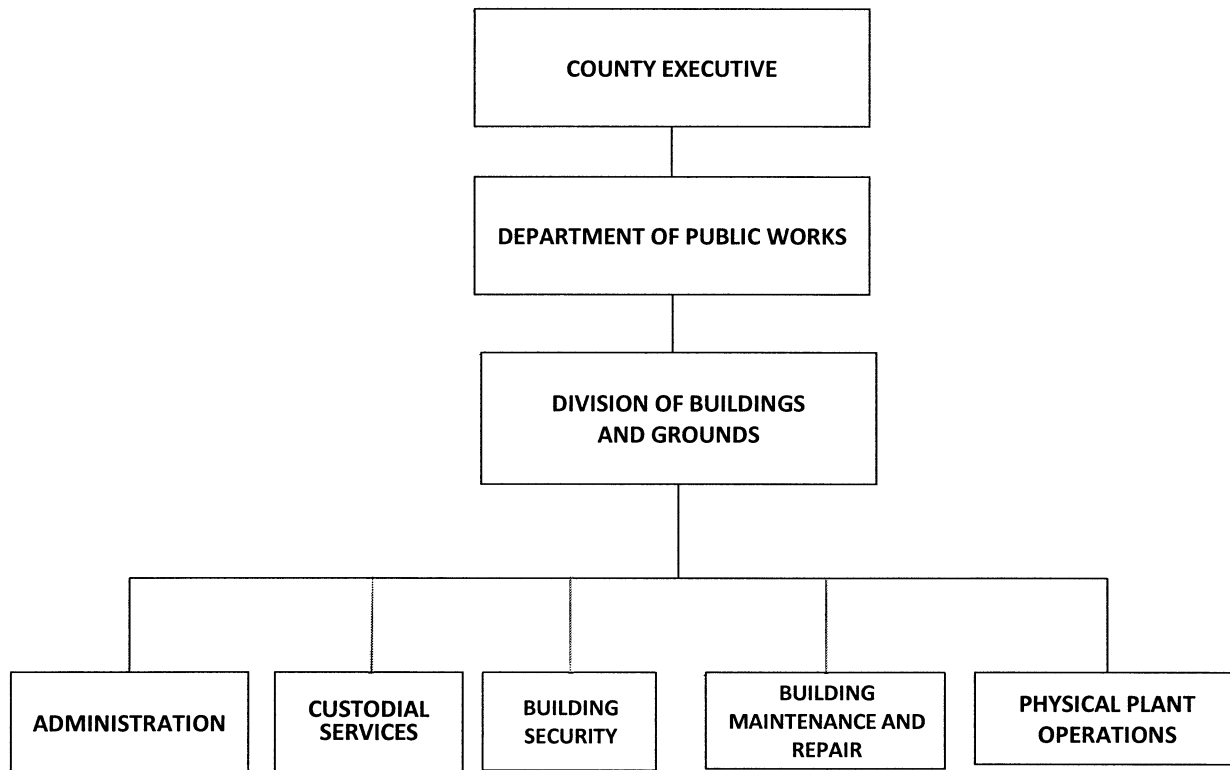 COUNTY EXECUTIVE
DEPARTMENT OF PUBLIC WORKS
DIVISION OF BUILDINGS
AND GROUNDS
ADMINISTRATION
CUSTODIAL
SERVICES
BUILDING
SECURITY
BUILDING
MAINTENANCE AND
REPAIR
PHYSICAL PLANT
OPERATIONS